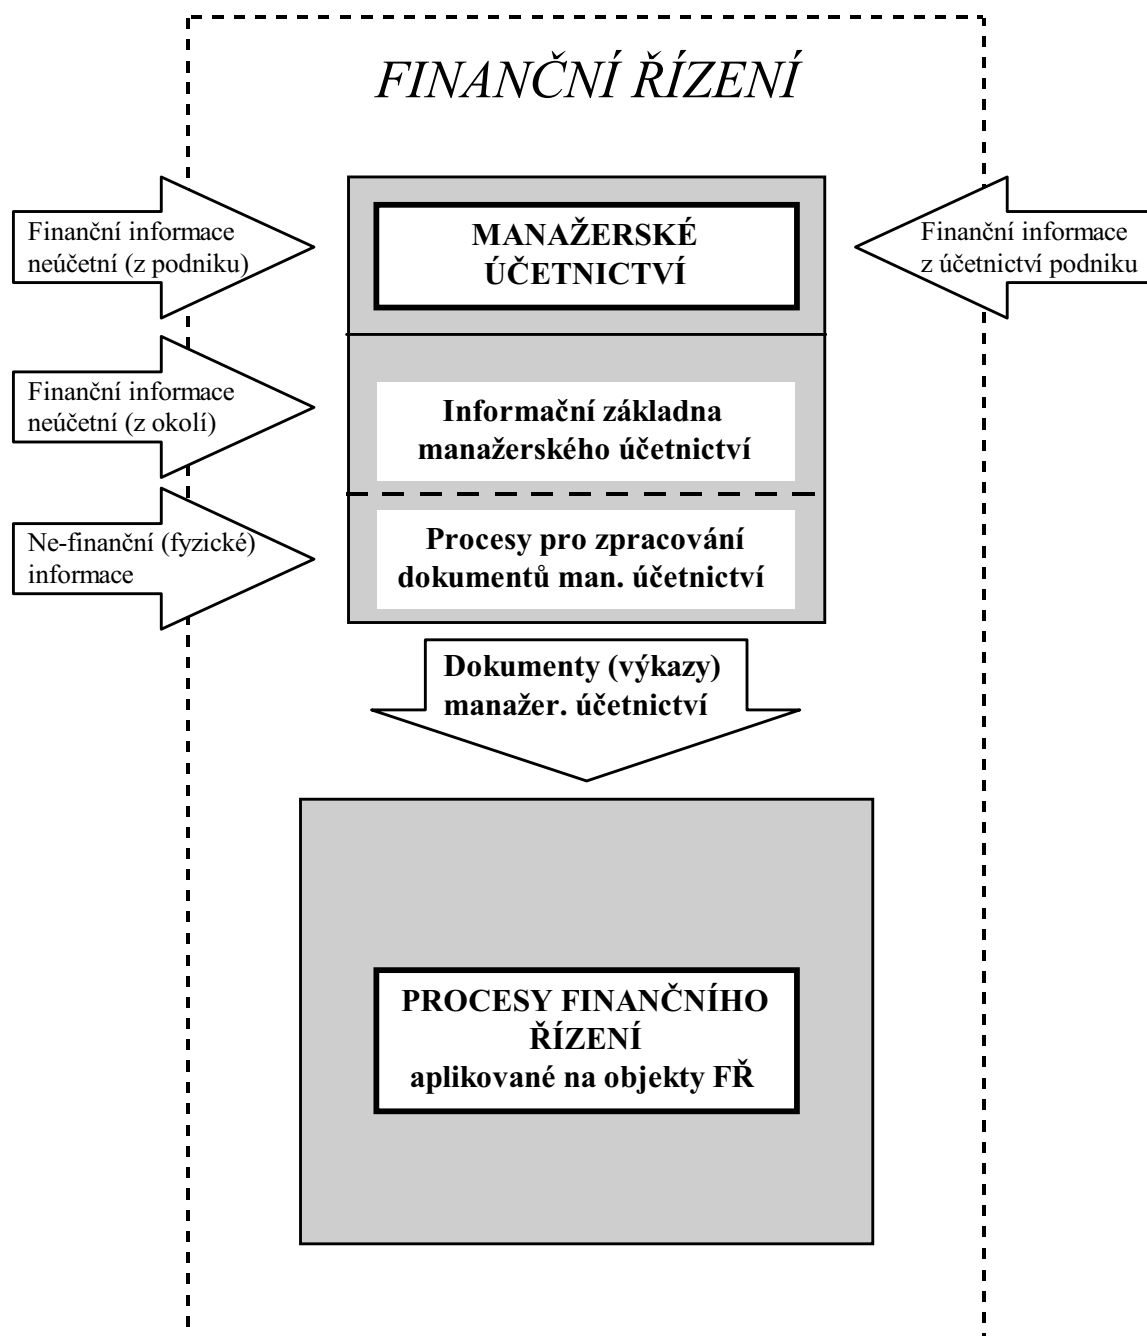 FINANČNÍ ŘÍZENÍ
Finanční informace
neúčetní (z podniku)
MANAŽERSKÉ
ÚČETNICTVÍ
Finanční informace
z účetnictví podniku
Finanční informace
neúčetní (z okolí)
Informační základna
manažerského účetnictví
Ne-finanční (fyzické)
informace
Procesy pro zpracování
dokumentů man. účetnictví
Dokumenty (výkazy)
manažer. účetnictví
PROCESY FINANČNÍHO
ŘÍZENÍ
aplikované na objekty FŘ